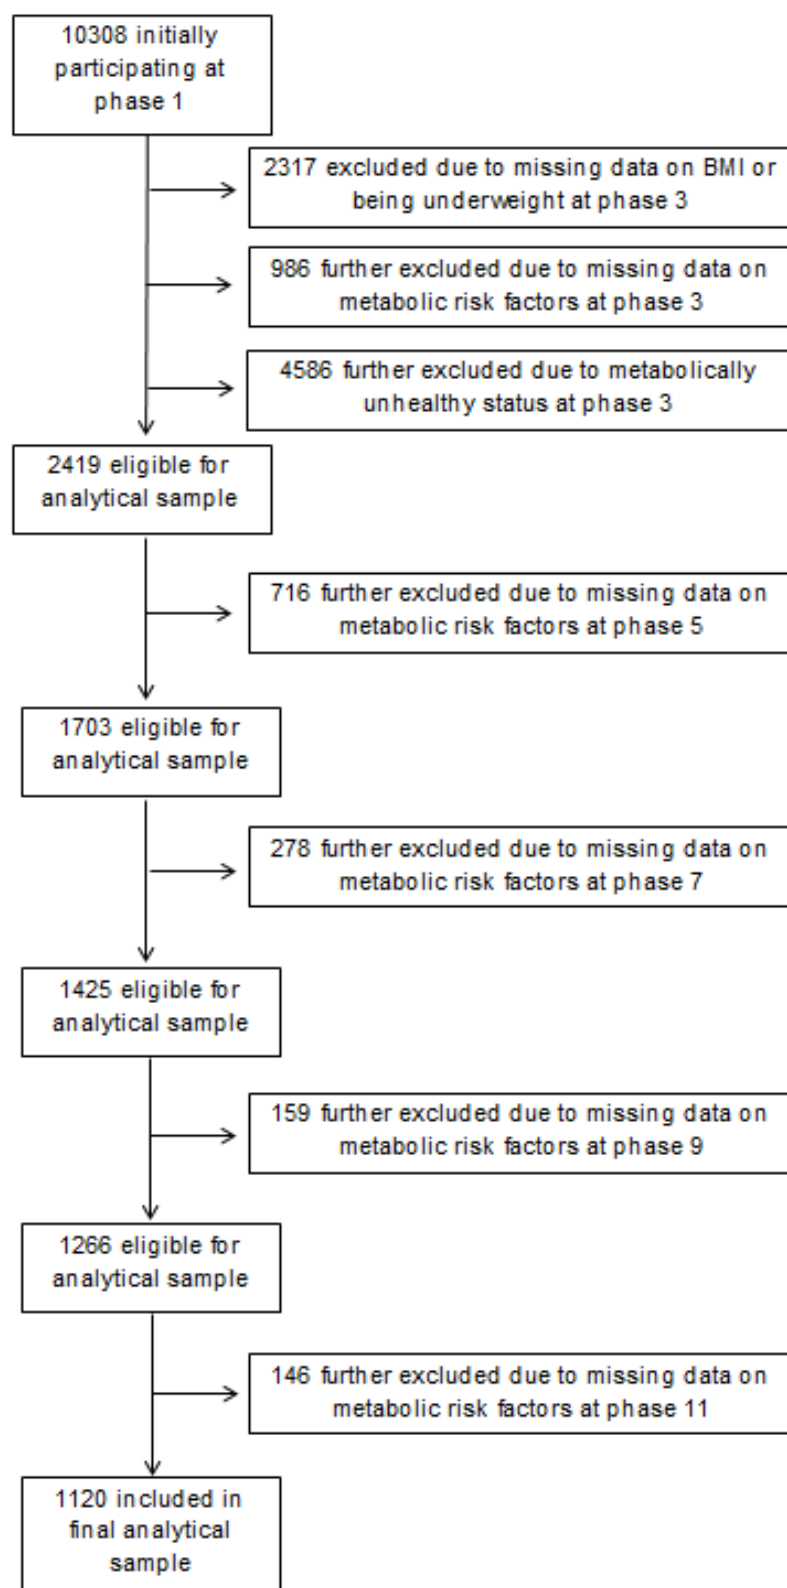 10308 initially
participating at
phase 1
2317 excluded due to missing data on BMI or
being underweight at phase 3
986 further excluded due to missing data on
metabolic risk factors at phase 3
4586 further excluded due to metabolically
unhealthy status at phase 3
2419 eligible for
analytical sample
716 further excluded due to missing data on
metabolic risk factors at phase 5
1703 eligible for
analytical sample
278 further excluded due to missing data on
metabolic risk factors at phase 7
1425 eligible for
analytical sample
159 further excluded due to missing data on
metabolic risk factors at phase 9
1266 eligible for
analytical sample
146 further excluded due to missing data on
metabolic risk factors at phase 11
1120 included in
final analytical
sample